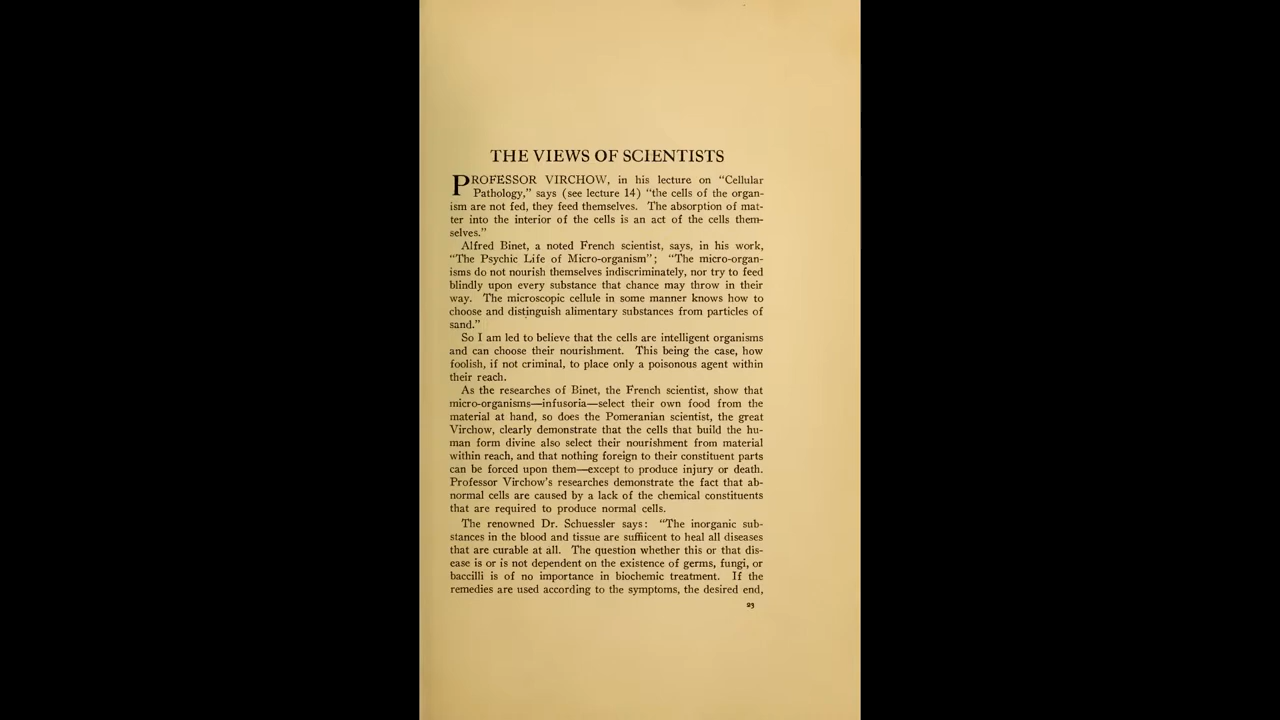 THE VIEWS OF SCIENTISTS
PROFESSOR VIRCHOW, in his lecture on “Cellular
Pathology,” says (see lecture 14) “the cells of the organ-
ism are not fed, they feed themselves. The absorption of mat-
ter into the interior of the cells is an act of the cells them-
selves.”
Alfred Binet, a noted French scientist, says, in his work,
“The Psychic Life of Micro-organism”; “The micro-organ-
isms do not nourish themselves indiscriminately, nor try to feed
blindly upon every substance that chance may throw in their
way. The microscopic cellule in some manner knows how to
choose and distinguish alimentary substances from particles of
sand.”
So I am led to believe that the cells are intelligent organisms
and can choose their nourishment. This being the case, how
foolish, if not criminal, to place only a poisonous agent within
their reach.
As the researches of Binet, the French scientist, show that
micro-organisms—infusoria—select their own food from the
material at hand, so does the Pomeranian scientist, the great
Virchow, clearly demonstrate that the cells that build the hu-
man form divine also select their nourishment from material
within reach, and that nothing foreign to their constituent parts
can be forced upon them—except to produce injury or death.
Professor Virchow’s researches demonstrate the fact that ab-
normal cells are caused by a lack of the chemical constituents
that are required to produce normal cells.
The renowned Dr. Schuessler says: “The inorganic sub-
stances in the blood and tissue are suffiicent to heal all diseases
that are curable at all. The question whether this or that dis-
ease is or is not dependent on the existence of germs, fungi, or
baccilli is of no importance in biochemic treatment. If the
remedies are used according to the symptoms, the desired end,
23